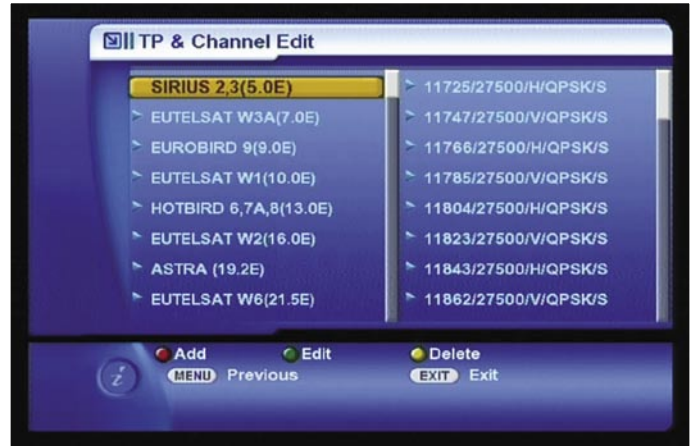 TP & Channel Edit
SIRIUS 2,3(5.0E)
EUTELSAT W3A(7.0E)
EUROBIRD 9(9.0E)
EUTELSAT W1(10.0E)
HOTBIRD 6,7A,8(13.0E)
EUTELSAT W2(16.0E)
ASTRA (19.2E)
EUTELSAT W6(21.5E)
11725/27500/H/QPSK/S
11747/27500/V/QPSK/S
11766/27500/H/QPSK/S
11785/27500/V/QPSK/S
11804/27500/H/QPSK/S
11823/27500/V/QPSK/S
11843/27500/H/QPSK/S
11862/27500/V/QPSK/S
Add Edit Delete
MENU Previous EXIT Exit
i